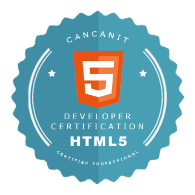 CANCANIT
5
DEVELOPER
CERTIFICATION
HTML5
CERTIFIED PROFESSIONAL